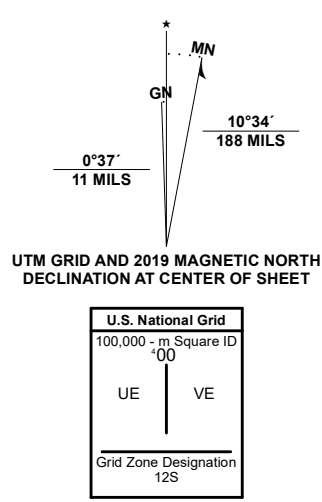 ★
MN
GN
10°34´
188 MILS
0°37´
11 MILS
UTM GRID AND 2019 MAGNETIC NORTH
DECLINATION AT CENTER OF SHEET
U.S. National Grid
100,000 - m Square ID
⁴00
UE VE
Grid Zone Designation
12S